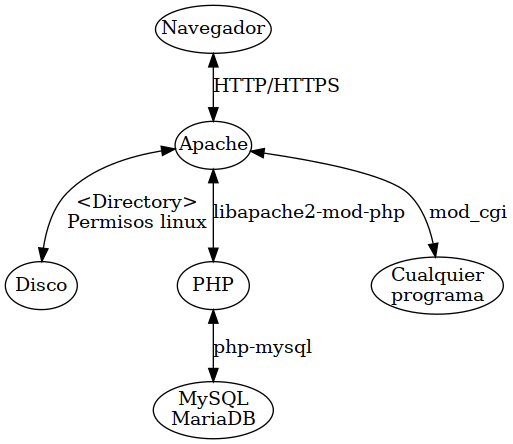 Navegador
HTTP/HTTPS
Apache
<Directory>
Permisos linux
libapache2-mod-php
mod_cgi
Disco
PHP
Cualquier
programa
php-mysql
MySQL
MariaDB